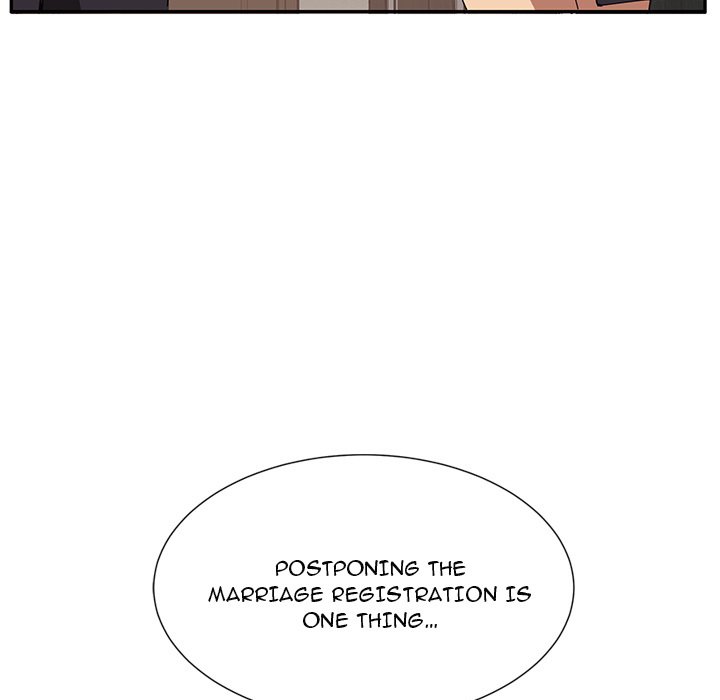 POSTPONING THE
MARRIAGE REGISTRATION IS
ONE THING...